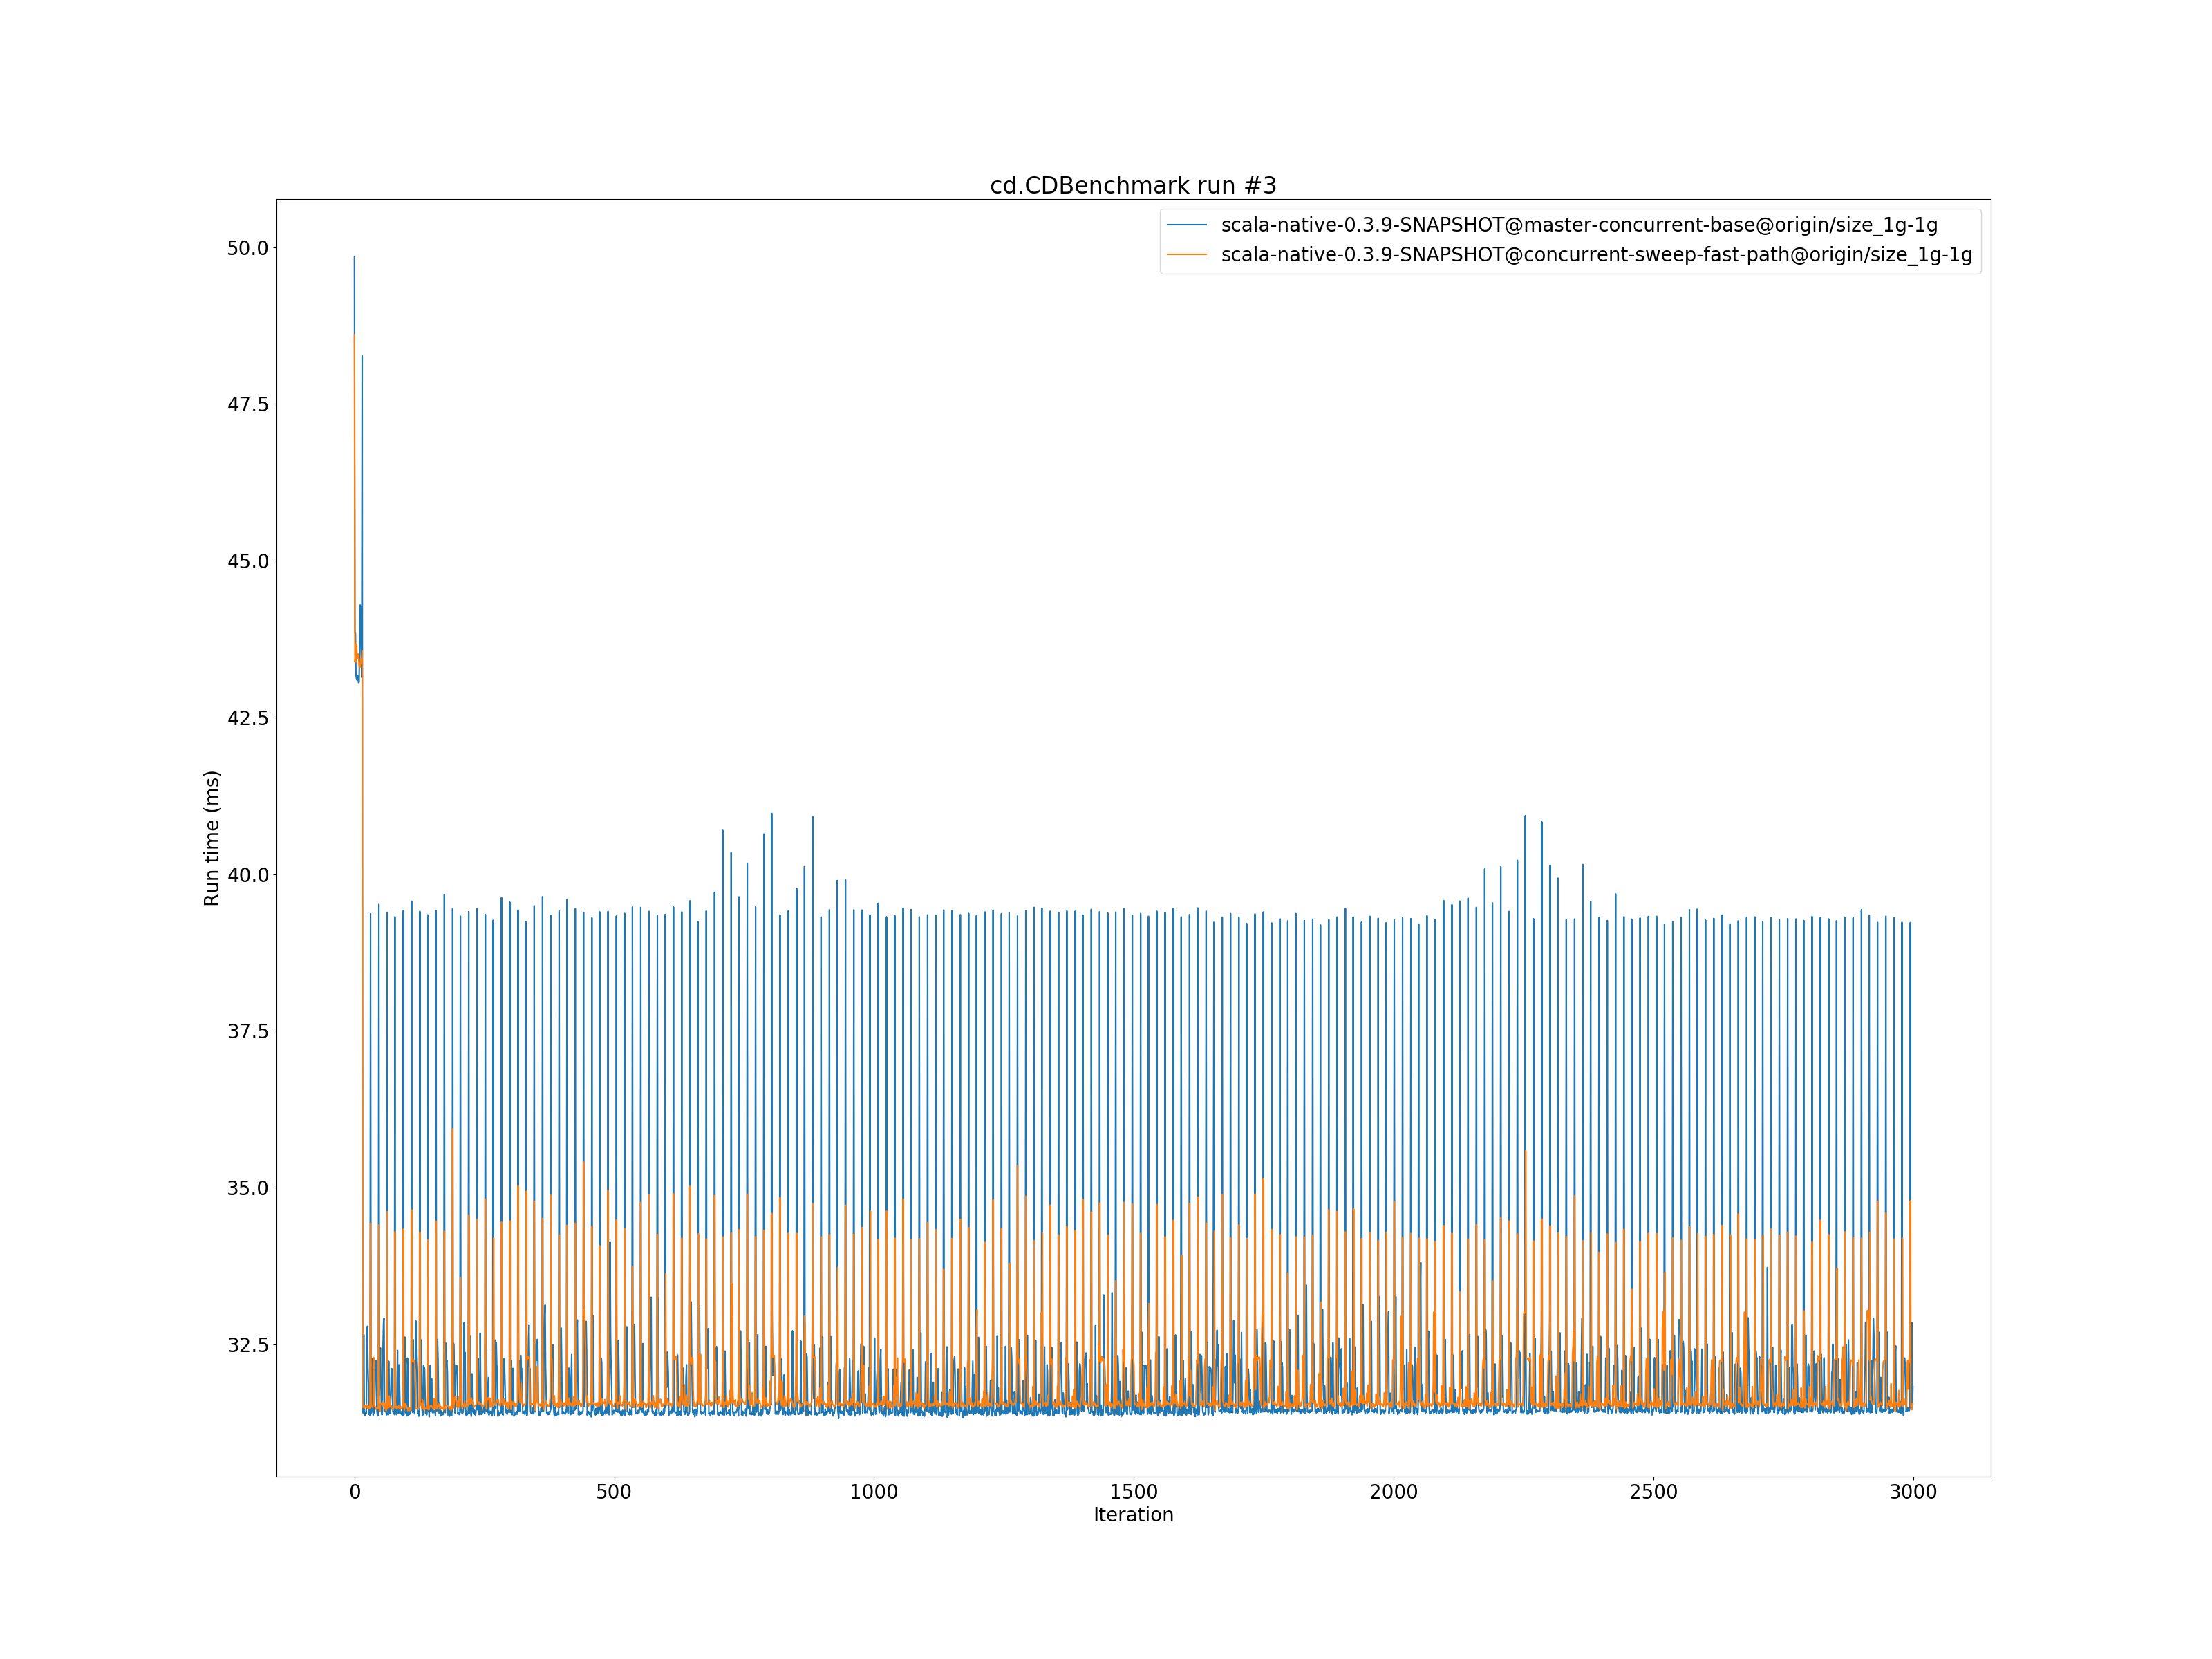 cd.CDBenchmark run #3
scala-native-0.3.9-SNAPSHOT@master-concurrent-base@origin/size_1g-1g
scala-native-0.3.9-SNAPSHOT@concurrent-sweep-fast-path@origin/size_1g-1g
50.0
47.5
45.0
42.5
40.0
37.5
35.0
32.5
Run time (ms)
0 500 1000 1500 2000 2500 3000
Iteration